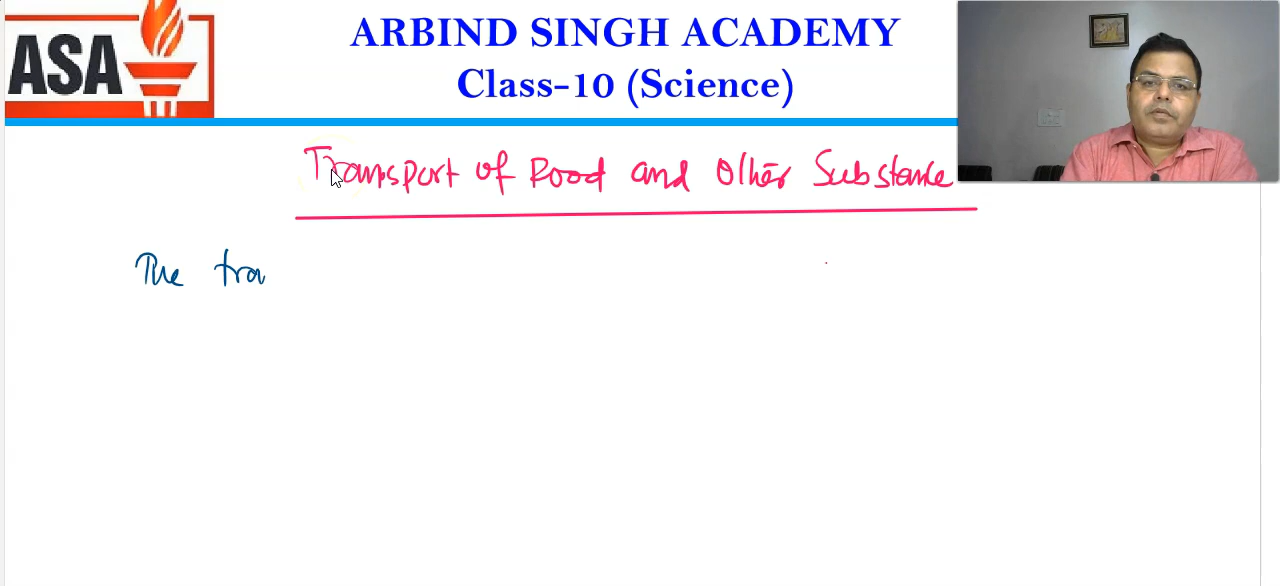 ASA
ARBIND SINGH ACADEMY
Class-10 (Science)
Transport of Food and Other Substance
The tra